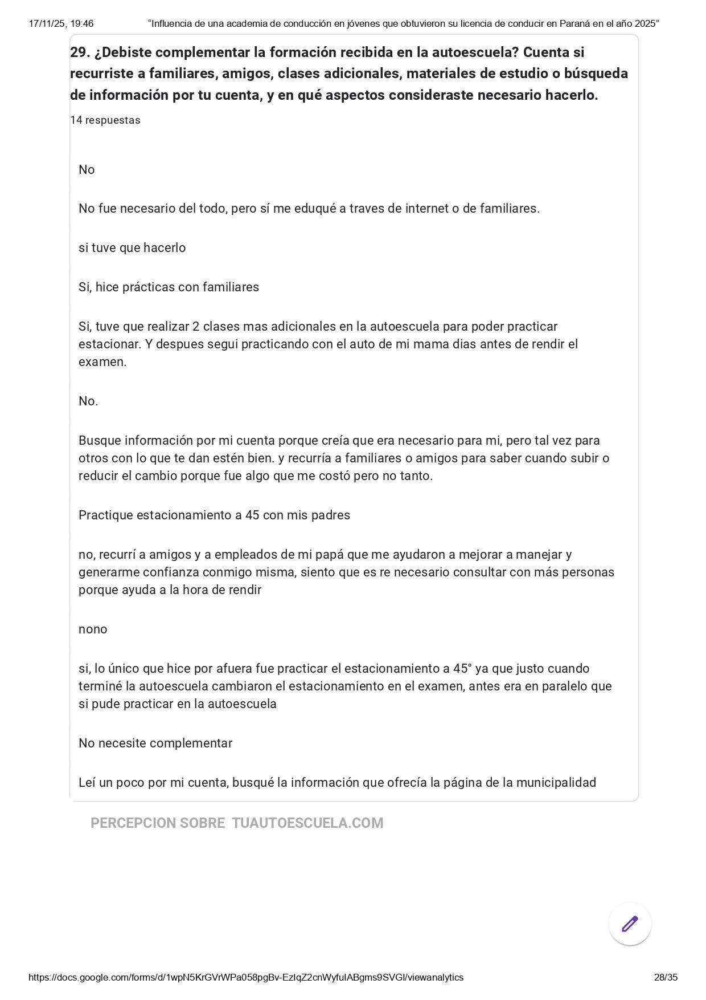 17/11/25, 19:46
“Influencia de una academia de conducción en jóvenes que obtuvieron su licencia de conducir en Paraná en el año 2025”
29. ¿Debiste complementar la formación recibida en la autoescuela? Cuenta si
recurriste a familiares, amigos, clases adicionales, materiales de estudio o búsqueda
de información por tu cuenta, y en qué aspectos consideraste necesario hacerlo.
14 respuestas
No
No fue necesario del todo, pero sí me eduqué a traves de internet o de familiares.
si tuve que hacerlo
Si, hice prácticas con familiares
Si, tuve que realizar 2 clases mas adicionales en la autoescuela para poder practicar
estacionar. Y despues segui practicando con el auto de mi mama dias antes de rendir el
examen.
No.
Busque información por mi cuenta porque creía que era necesario para mi, pero tal vez para
otros con lo que te dan estén bien. y recurría a familiares o amigos para saber cuando subir o
reducir el cambio porque fue algo que me costó pero no tanto.
Practique estacionamiento a 45 con mis padres
no, recurrí a amigos y a empleados de mi papá que me ayudaron a mejorar a manejar y
generarme confianza conmigo misma, siento que es re necesario consultar con más personas
porque ayuda a la hora de rendir
nono
si, lo único que hice por afuera fue practicar el estacionamiento a 45° ya que justo cuando
terminé la autoescuela cambiaron el estacionamiento en el examen, antes era en paralelo que
si pude practicar en la autoescuela
No necesite complementar
Leí un poco por mi cuenta, busqué la información que ofrecía la página de la municipalidad
PERCEPCION SOBRE TUAUTOESCUELA.COM
https://docs.google.com/forms/d/1wpN5KrGVrWPa058pgBv-EzIqZ2cnWyfuIABgms9SVGI/viewanalytics
28/35